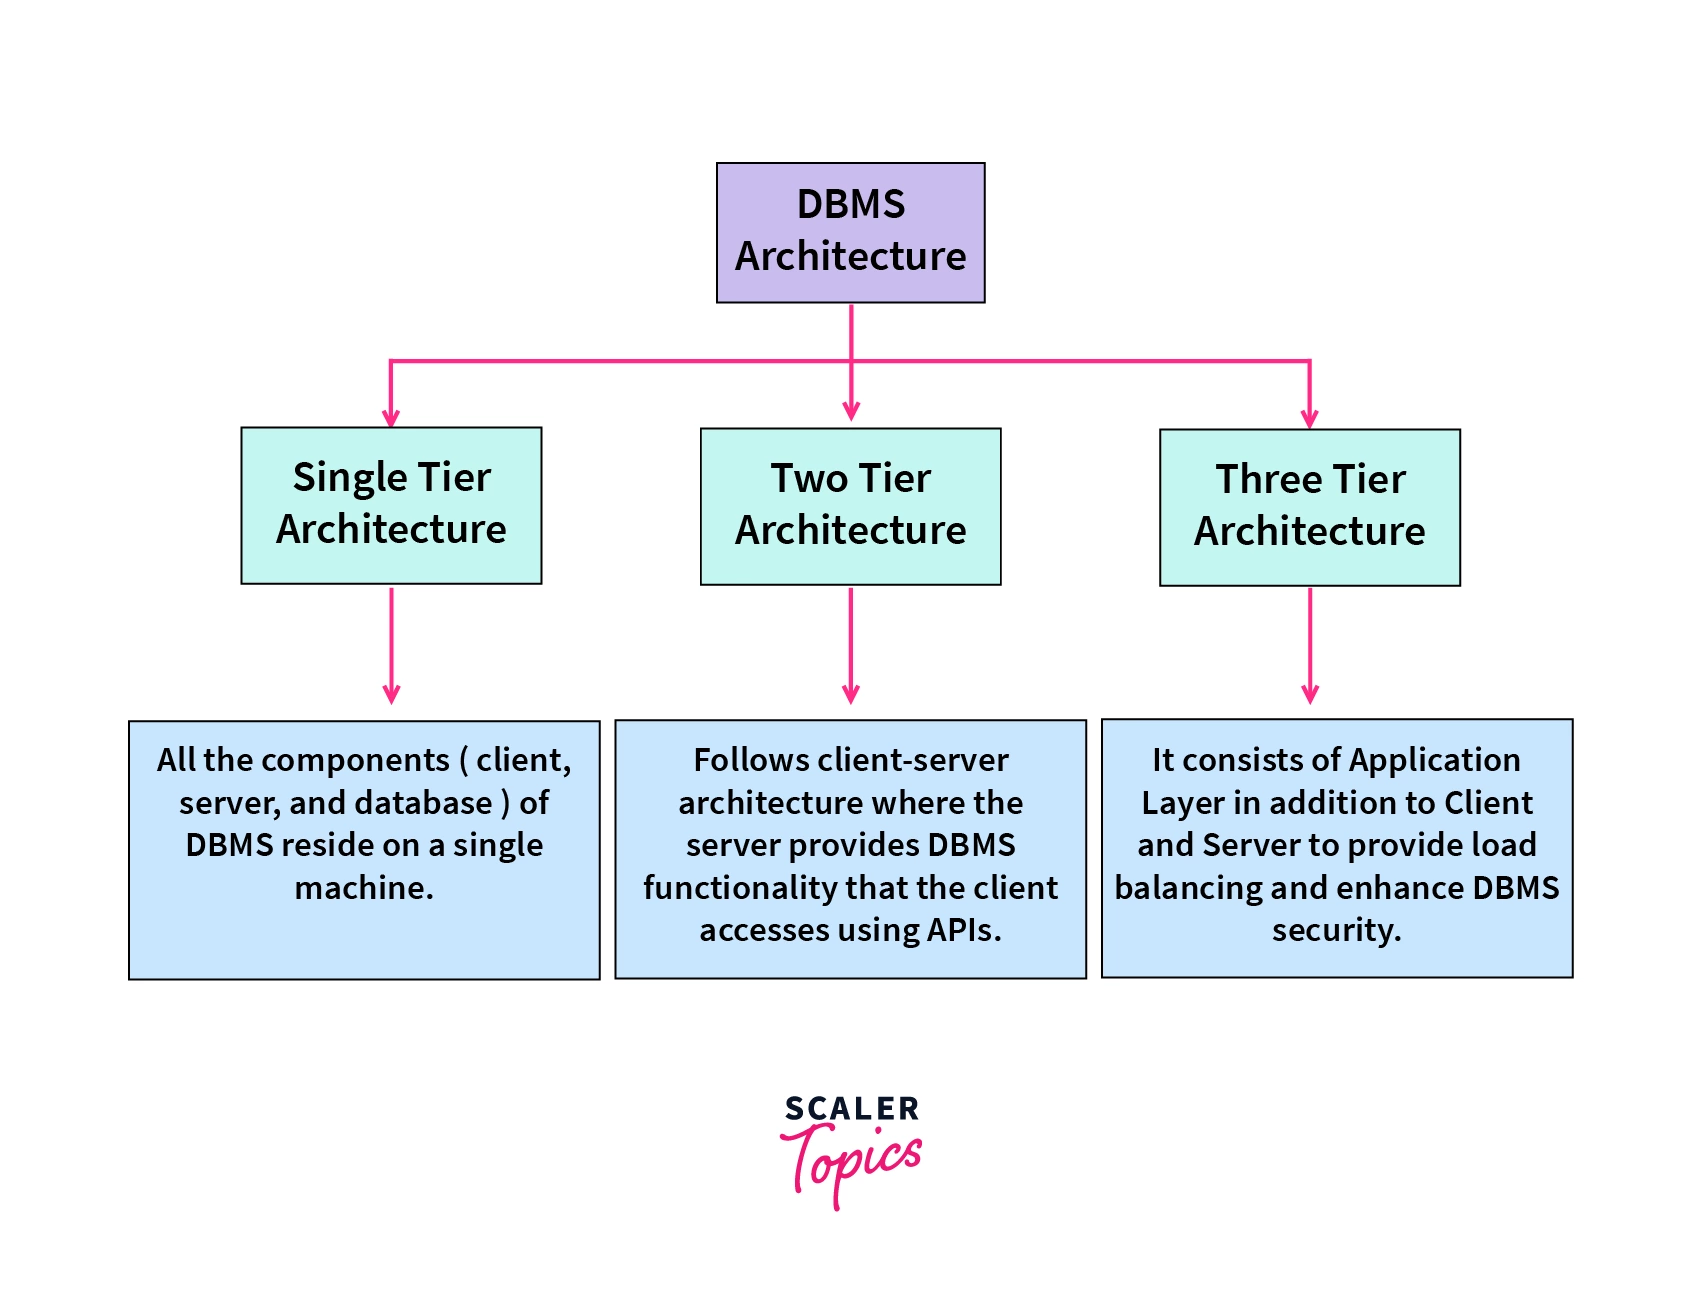 DBMS
Architecture
Single Tier
Architecture
Two Tier
Architecture
Three Tier
Architecture
All the components ( client,
server, and database ) of
DBMS reside on a single
machine.
Follows client-server
architecture where the
server provides DBMS
functionality that the client
accesses using APIs.
It consists of Application
Layer in addition to Client
and Server to provide load
balancing and enhance DBMS
security.
SCALER
Topics